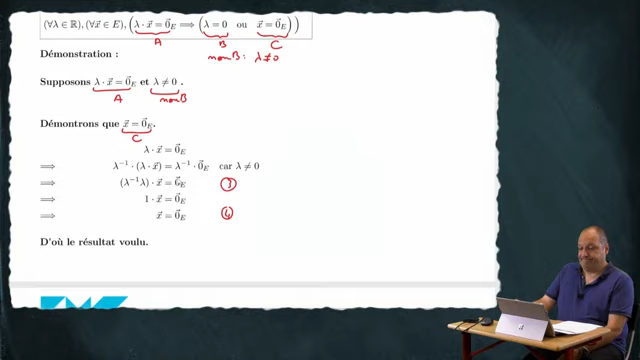 (∀λ ∈ ℝ), (∀x⃗ ∈ E), (λ · x⃗ = 0⃗_E ⟹ (λ = 0 ou x⃗ = 0⃗_E))
A B C
non B : λ ≠ 0
Démonstration :
Supposons λ · x⃗ = 0⃗_E et λ ≠ 0 .
A non B
Démontrons que x⃗ = 0⃗_E.
C
λ · x⃗ = 0⃗_E
⟹ λ⁻¹ · (λ · x⃗) = λ⁻¹ · 0⃗_E car λ ≠ 0
⟹ (λ⁻¹λ) · x⃗ = 0⃗_E ③
⟹ 1 · x⃗ = 0⃗_E
⟹ x⃗ = 0⃗_E ④
D'où le résultat voulu.